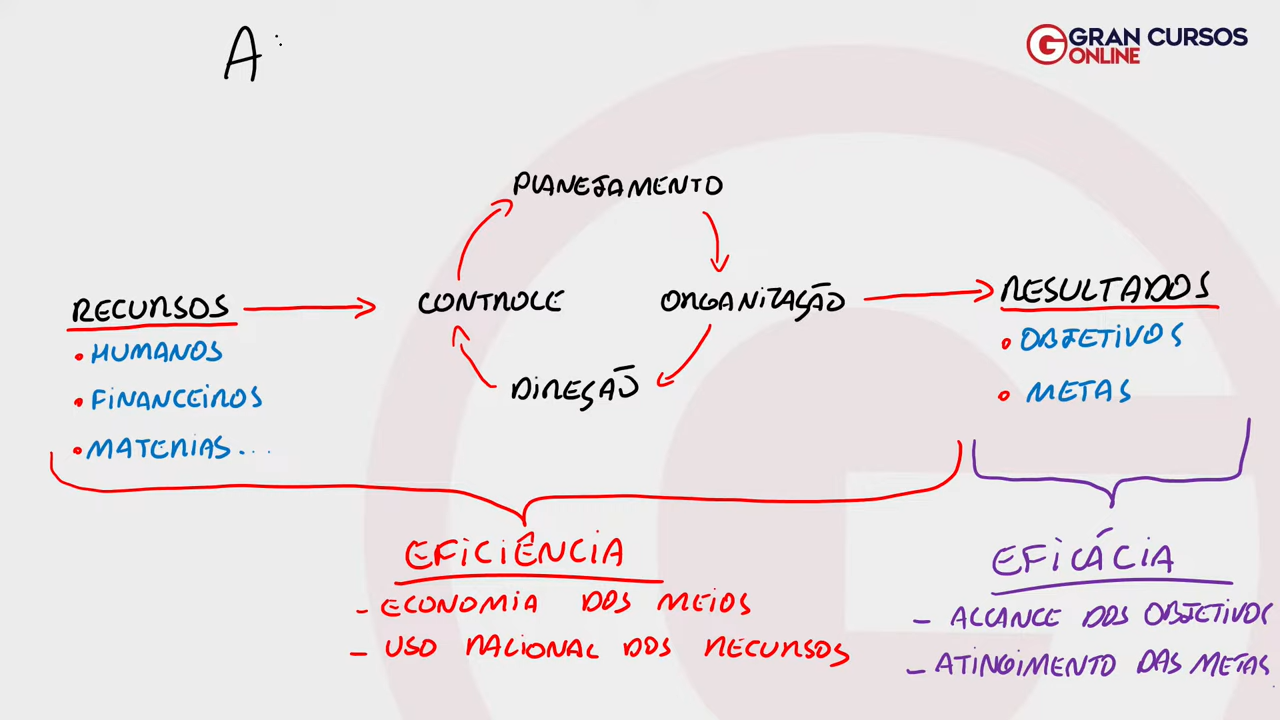 A
GRAN CURSOS
ONLINE
PLANEJAMENTO
RECURSOS
CONTROLE
ORGANIZAÇÃO
RESULTADOS
• HUMANOS
• FINANCEIROS
• MATERIAS...
DIREÇÃO
• OBJETIVOS
• METAS
EFICIÊNCIA
- ECONOMIA DOS MEIOS
- USO RACIONAL DOS RECURSOS
EFICÁCIA
- ALCANCE DOS OBJETIVOS
- ATINGIMENTO DAS METAS